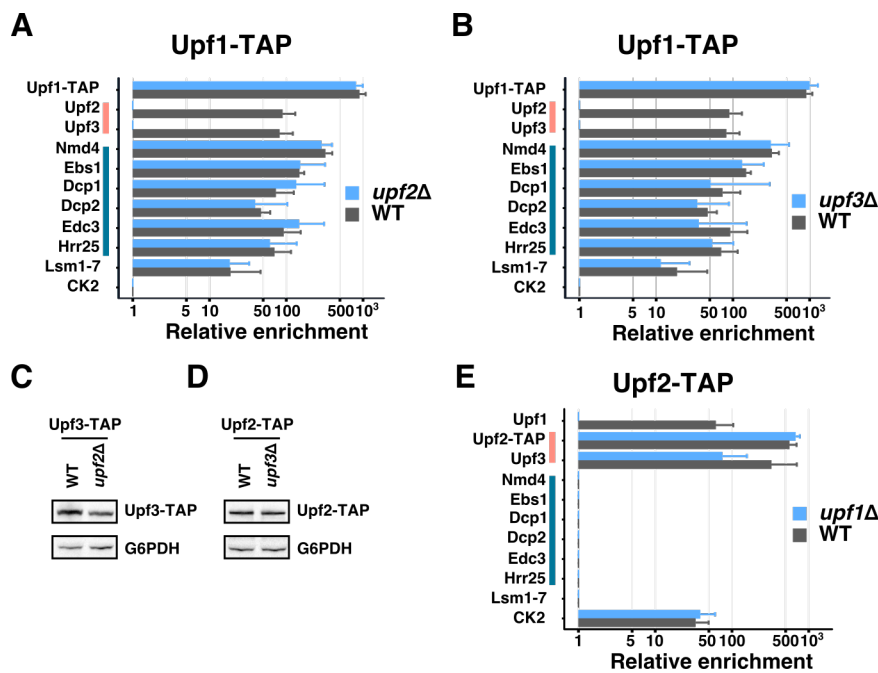 A
Upf1-TAP
Upf1-TAP
Upf2
Upf3
Nmd4
Ebs1
Dcp1
Dcp2
Edc3
Hrr25
Lsm1-7
CK2
upf2Δ
WT
1 5 10 50 100 500 10³
Relative enrichment
B
Upf1-TAP
Upf1-TAP
Upf2
Upf3
Nmd4
Ebs1
Dcp1
Dcp2
Edc3
Hrr25
Lsm1-7
CK2
upf3Δ
WT
1 5 10 50 100 500 10³
Relative enrichment
C
Upf3-TAP
WT upf2Δ
Upf3-TAP
G6PDH
D
Upf2-TAP
WT upf3Δ
Upf2-TAP
G6PDH
E
Upf2-TAP
Upf1
Upf2-TAP
Upf3
Nmd4
Ebs1
Dcp1
Dcp2
Edc3
Hrr25
Lsm1-7
CK2
upf1Δ
WT
1 5 10 50 100 500 10³
Relative enrichment